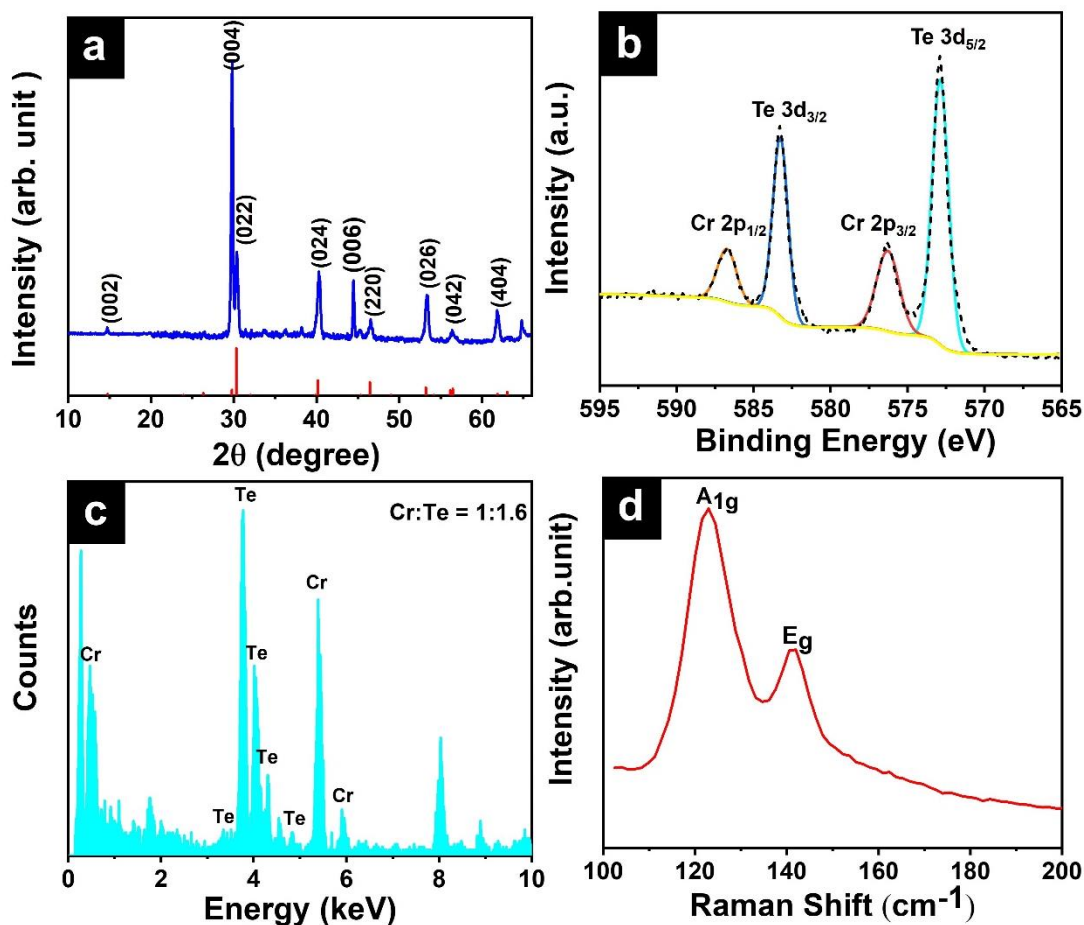 a
Intensity (arb. unit )
(002)
(004)
(022)
(024)
(006)
(220)
(026)
(042)
(404)
10 20 30 40 50 60
2θ (degree)
b
Intensity (a.u.)
Te 3d5/2
Te 3d3/2
Cr 2p1/2
Cr 2p3/2
595 590 585 580 575 570 565
Binding Energy (eV)
c
Counts
Cr:Te = 1:1.6
Te
Cr
Cr
Te
Te
Te
Te
Cr
0 2 4 6 8 10
Energy (keV)
d
Intensity (arb.unit)
A1g
Eg
100 120 140 160 180 200
Raman Shift (cm-1)